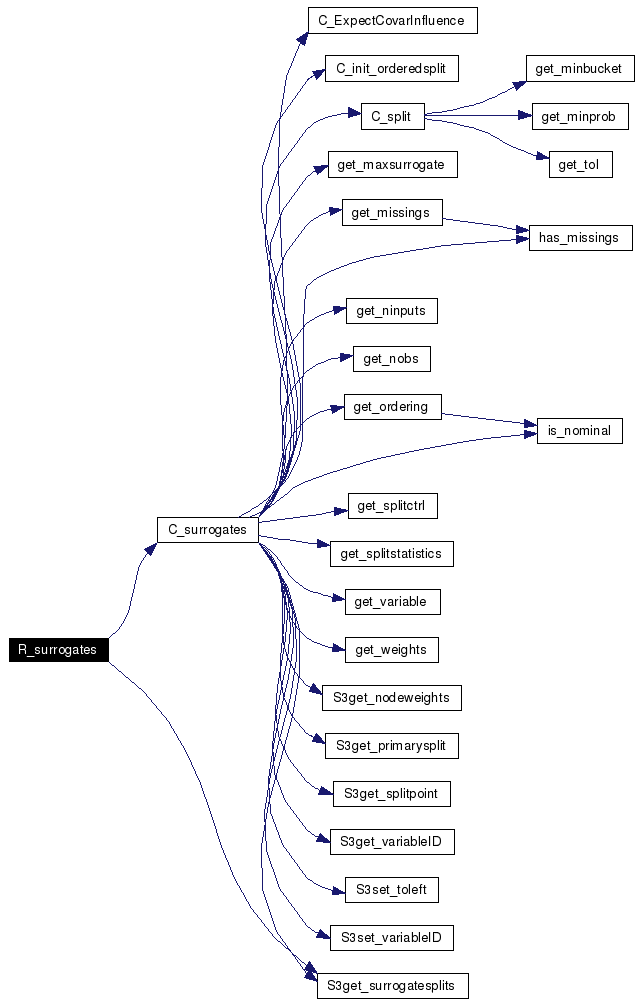 C_ExpectCovarInfluence
C_init_orderedsplit
get_minbucket
C_split
get_minprob
get_maxsurrogate
get_tol
get_missings
has_missings
get_ninputs
get_nobs
get_ordering
is_nominal
get_splitctrl
C_surrogates
get_splitstatistics
get_variable
get_weights
R_surrogates
S3get_nodeweights
S3get_primarysplit
S3get_splitpoint
S3get_variableID
S3set_toleft
S3set_variableID
S3get_surrogatesplits